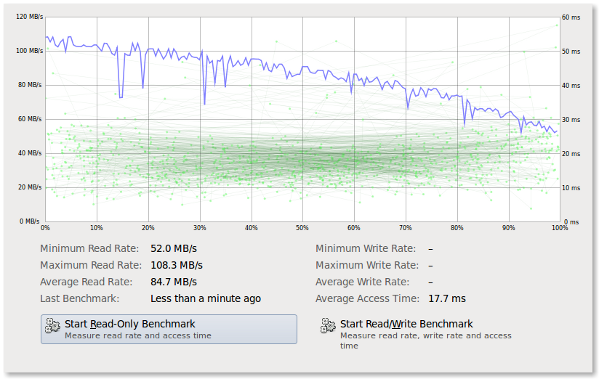 120 MB/s 60 ms
100 MB/s 50 ms
80 MB/s 40 ms
60 MB/s 30 ms
40 MB/s 20 ms
20 MB/s 10 ms
0 MB/s 0 ms
0% 10% 20% 30% 40% 50% 60% 70% 80% 90% 100%
Minimum Read Rate: 52.0 MB/s Minimum Write Rate: –
Maximum Read Rate: 108.3 MB/s Maximum Write Rate: –
Average Read Rate: 84.7 MB/s Average Write Rate: –
Last Benchmark: Less than a minute ago Average Access Time: 17.7 ms
Start Read-Only Benchmark
Measure read rate and access time
Start Read/Write Benchmark
Measure read rate, write rate and access
time